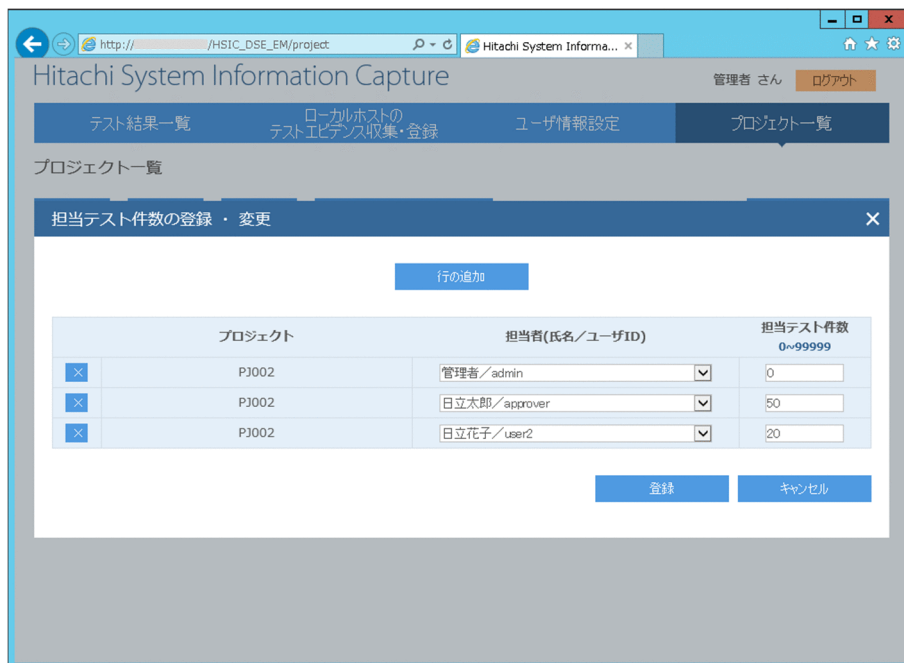 http:// /HSIC_DSE_EM/project
Hitachi System Informa...
Hitachi System Information Capture
管理者 さん
ログアウト
テスト結果一覧
ローカルホストの
テストエビデンス収集・登録
ユーザ情報設定
プロジェクト一覧
プロジェクト一覧
担当テスト件数の登録 ・ 変更
行の追加
プロジェクト
担当者(氏名／ユーザID)
担当テスト件数
0~99999
PJ002
管理者／admin
0
PJ002
日立太郎／approver
50
PJ002
日立花子／user2
20
登録
キャンセル